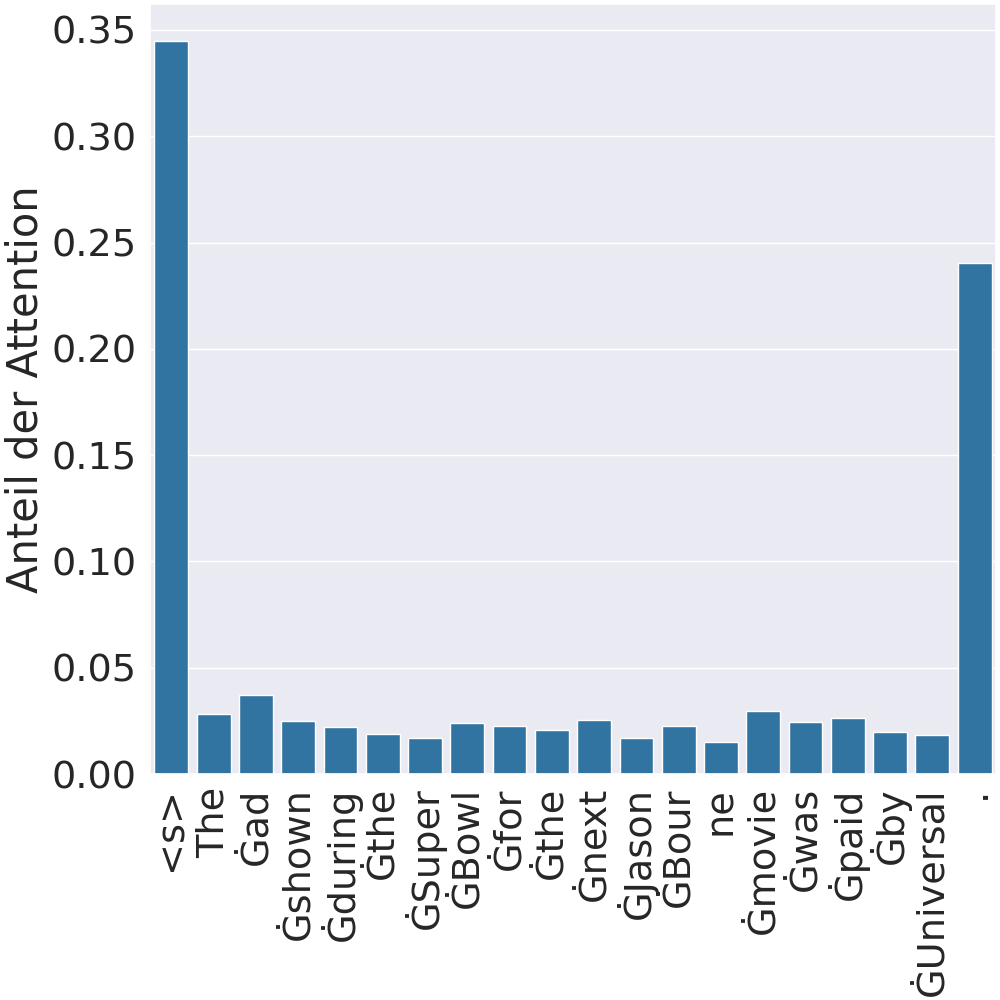 Anteil der Attention
0.35
0.30
0.25
0.20
0.15
0.10
0.05
0.00
<s>
The
Ġad
Ġshown
Ġduring
Ġthe
ĠSuper
ĠBowl
Ġfor
Ġthe
Ġnext
ĠJason
ĠBour
ne
Ġmovie
Ġwas
Ġpaid
Ġby
ĠUniversal
.